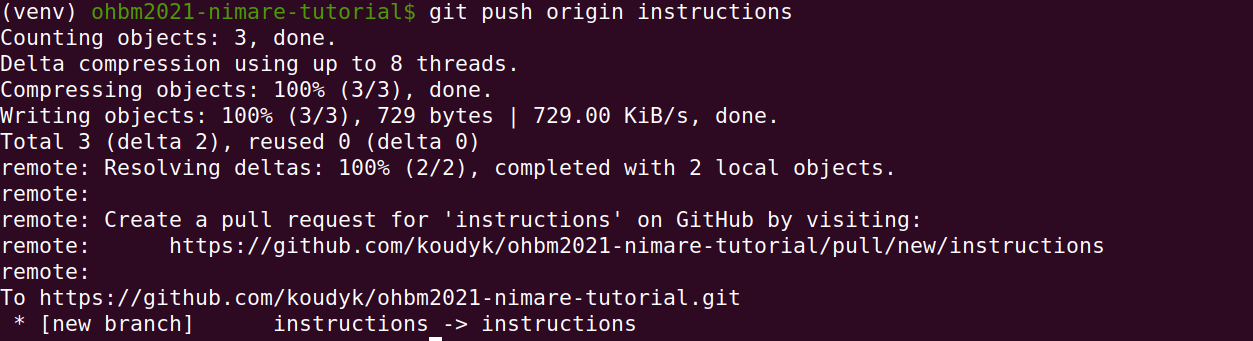 (venv) ohbm2021-nimare-tutorial$ git push origin instructions
Counting objects: 3, done.
Delta compression using up to 8 threads.
Compressing objects: 100% (3/3), done.
Writing objects: 100% (3/3), 729 bytes | 729.00 KiB/s, done.
Total 3 (delta 2), reused 0 (delta 0)
remote: Resolving deltas: 100% (2/2), completed with 2 local objects.
remote:
remote: Create a pull request for 'instructions' on GitHub by visiting:
remote:      https://github.com/koudyk/ohbm2021-nimare-tutorial/pull/new/instructions
remote:
To https://github.com/koudyk/ohbm2021-nimare-tutorial.git
 * [new branch]      instructions -> instructions